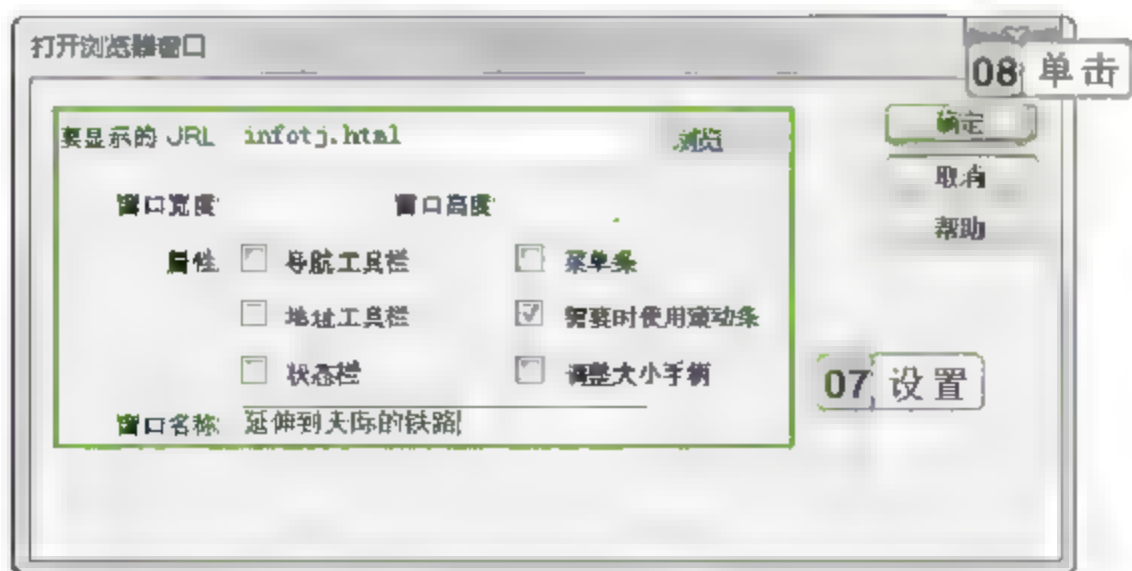 打开浏览器窗口
08 单击
要显示的 URL infotj.html 浏览
确定
取消
帮助
窗口宽度 窗口高度
属性 导航工具栏 菜单条
地址工具栏 需要时使用滚动条
状态栏 调整大小手柄
07 设置
窗口名称 延伸到天际的铁路